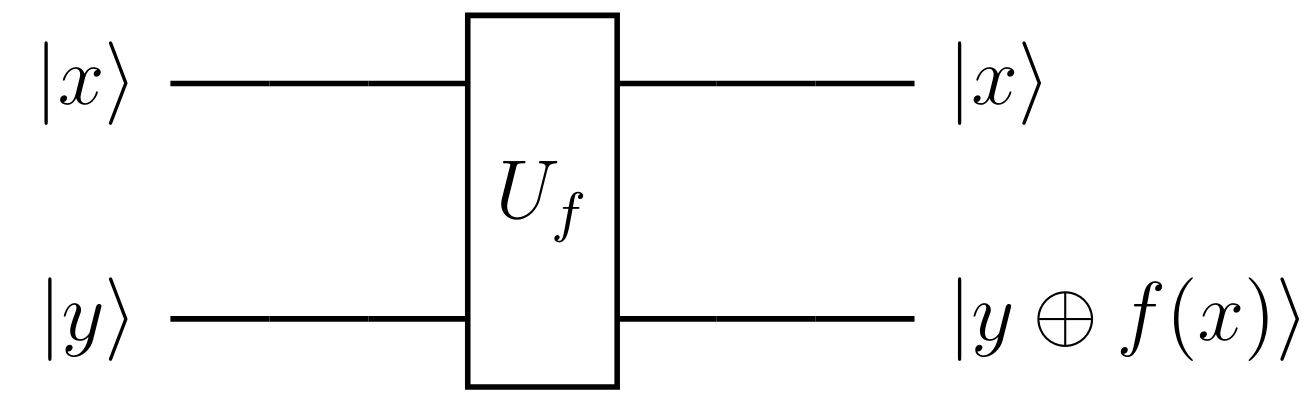 |x⟩ |x⟩
U_f
|y⟩ |y ⊕ f(x)⟩